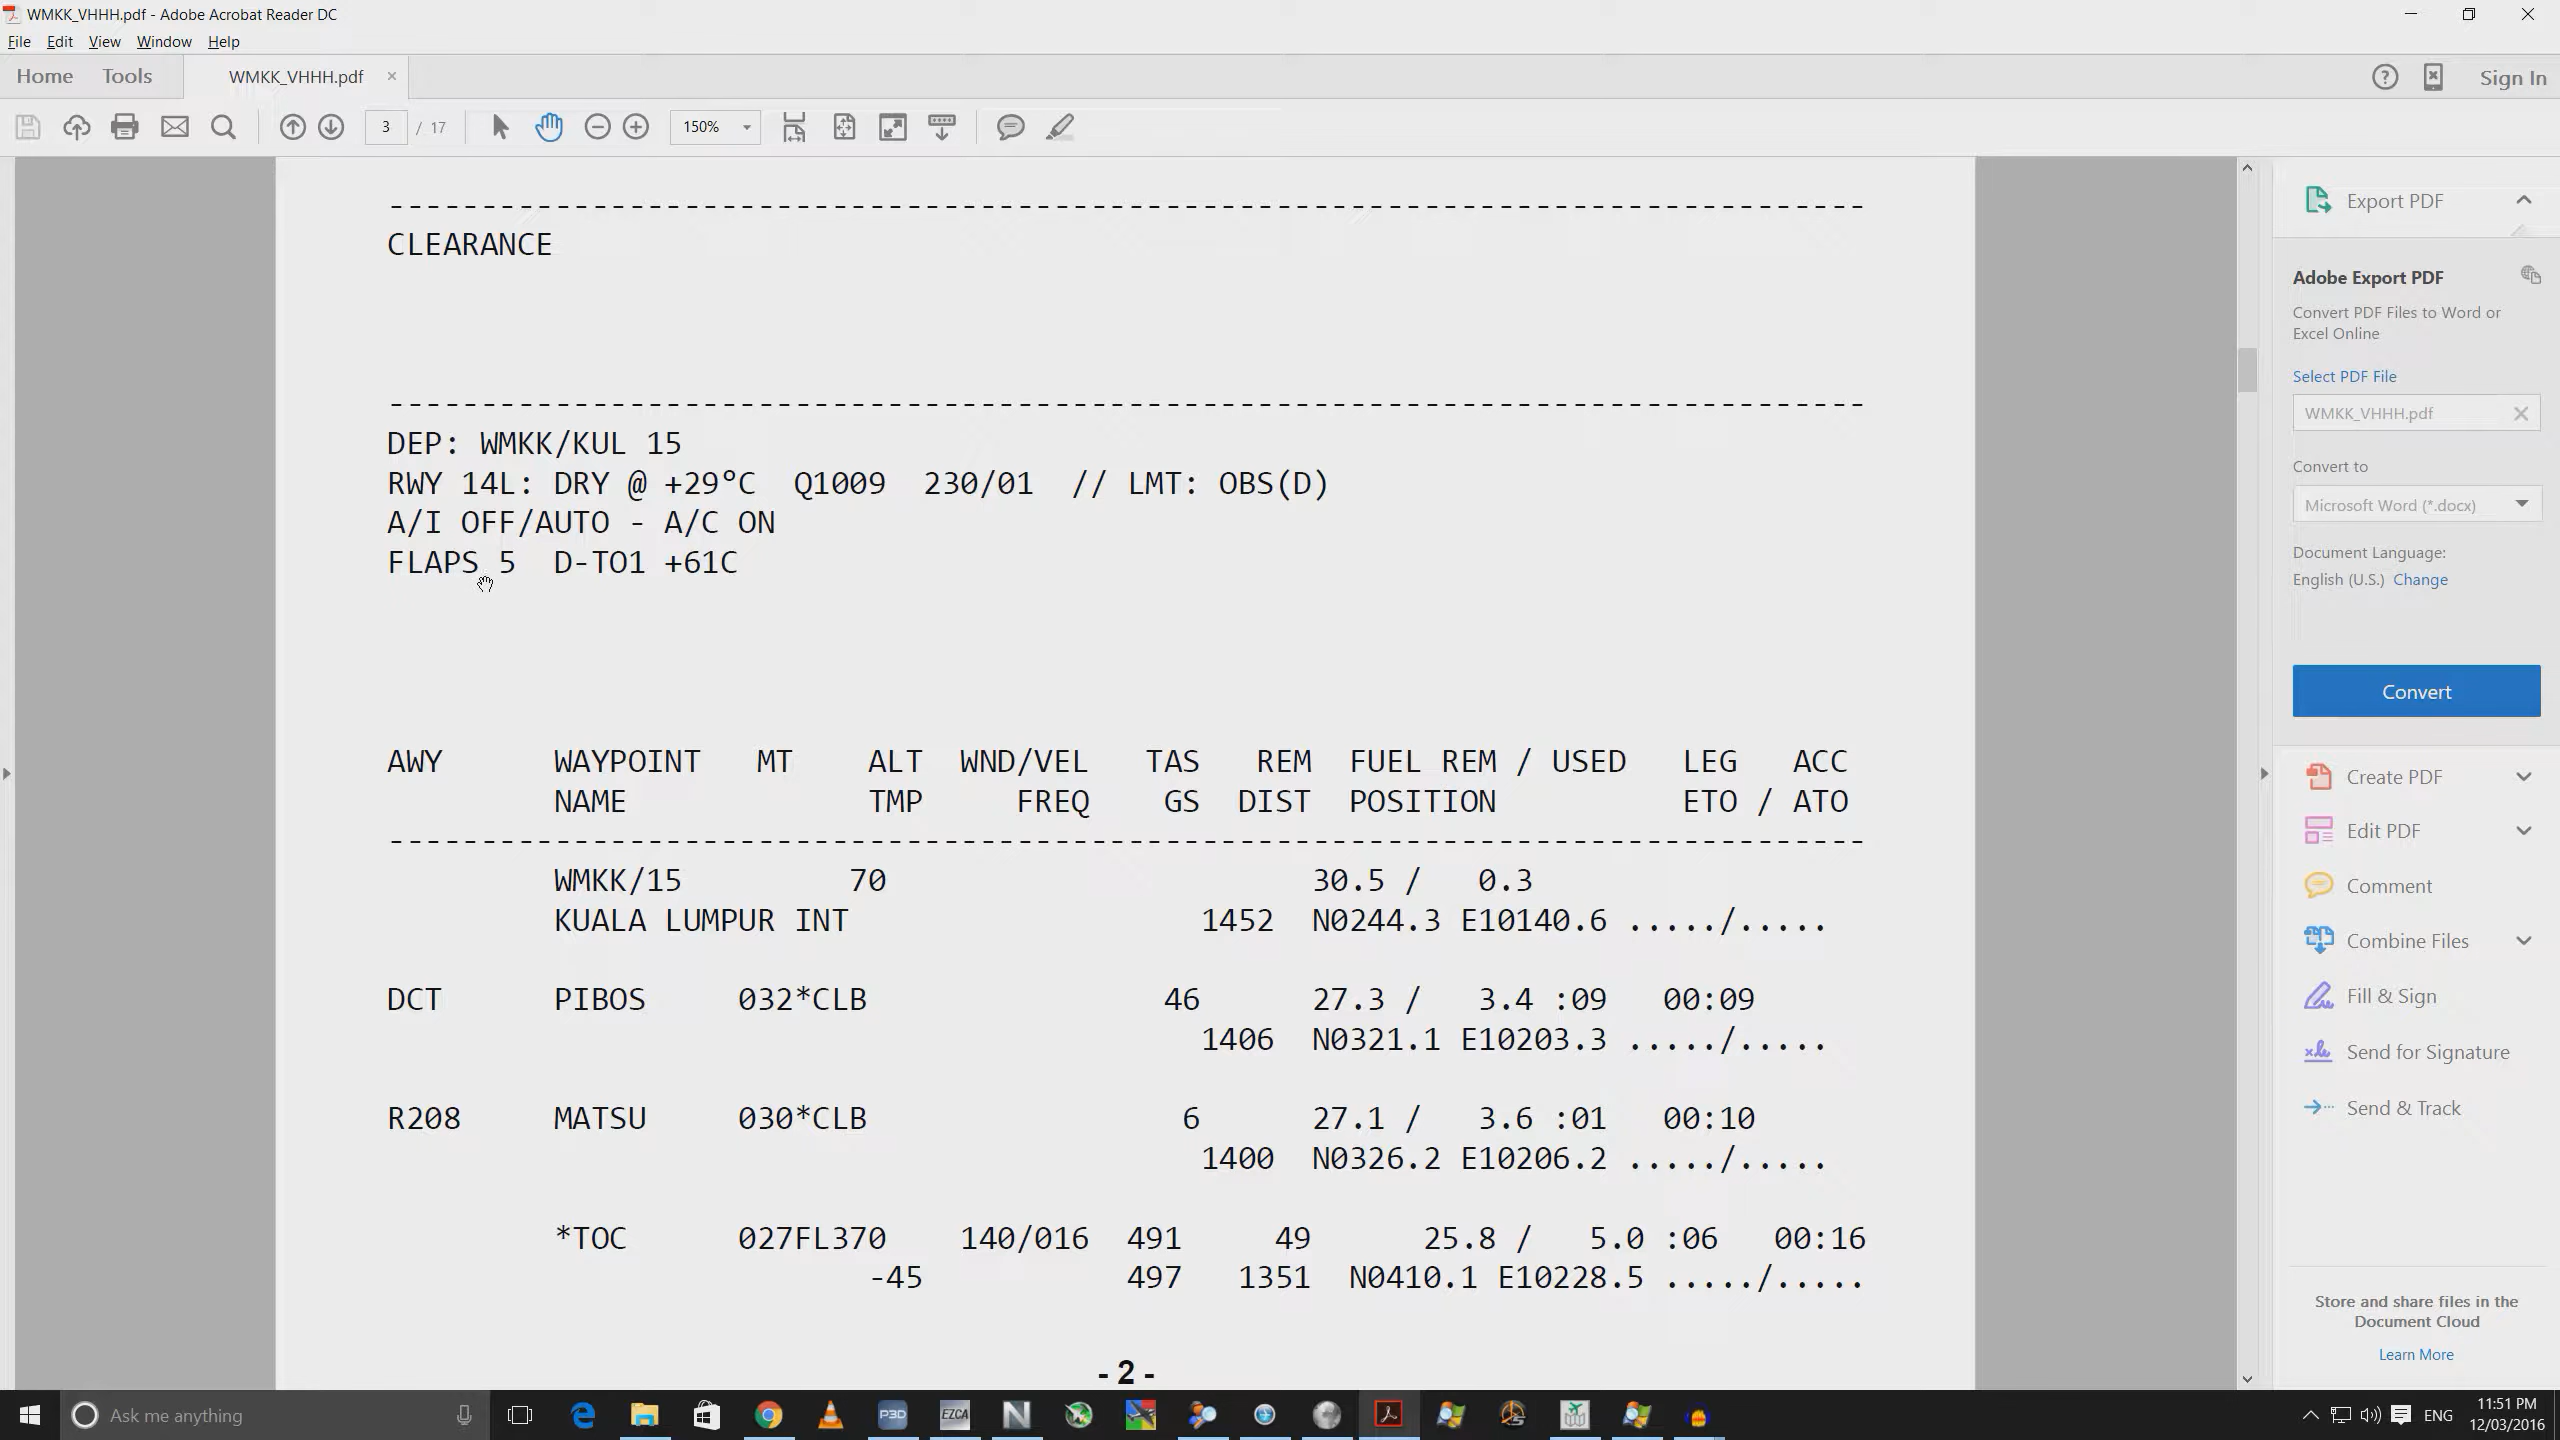 WMKK_VHHH.pdf - Adobe Acrobat Reader DC
File Edit View Window Help
Home Tools WMKK_VHHH.pdf × Sign In
3 / 17 150%
CLEARANCE
DEP: WMKK/KUL 15
RWY 14L: DRY @ +29ºC Q1009 230/01 // LMT: OBS(D)
A/I OFF/AUTO - A/C ON
FLAPS 5 D-TO1 +61C
AWY WAYPOINT MT ALT WND/VEL TAS REM FUEL REM / USED LEG ACC
NAME TMP FREQ GS DIST POSITION ETO / ATO
WMKK/15 70 30.5 / 0.3
KUALA LUMPUR INT 1452 N0244.3 E10140.6 ...../.....
DCT PIBOS 032*CLB 46 27.3 / 3.4 :09 00:09
1406 N0321.1 E10203.3 ...../.....
R208 MATSU 030*CLB 6 27.1 / 3.6 :01 00:10
1400 N0326.2 E10206.2 ...../.....
*TOC 027FL370 140/016 491 49 25.8 / 5.0 :06 00:16
-45 497 1351 N0410.1 E10228.5 ...../.....
- 2 -
Export PDF
Adobe Export PDF
Convert PDF Files to Word or
Excel Online
Select PDF File
WMKK_VHHH.pdf
Convert to
Microsoft Word (*.docx)
Document Language:
English (U.S.) Change
Convert
Create PDF
Edit PDF
Comment
Combine Files
Fill & Sign
Send for Signature
Send & Track
Store and share files in the
Document Cloud
Learn More
Ask me anything
P3D
EZCA
N
ENG
11:51 PM
12/03/2016